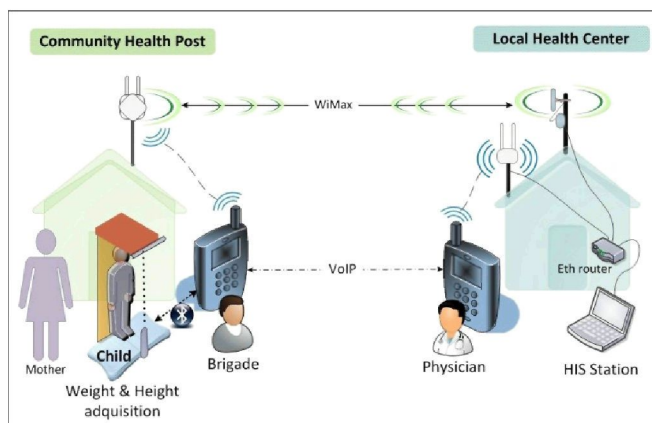 Community Health Post
Local Health Center
WiMax
Eth router
VoIP
Child
Mother
Brigade
Physician
HIS Station
Weight & Height
adquisition